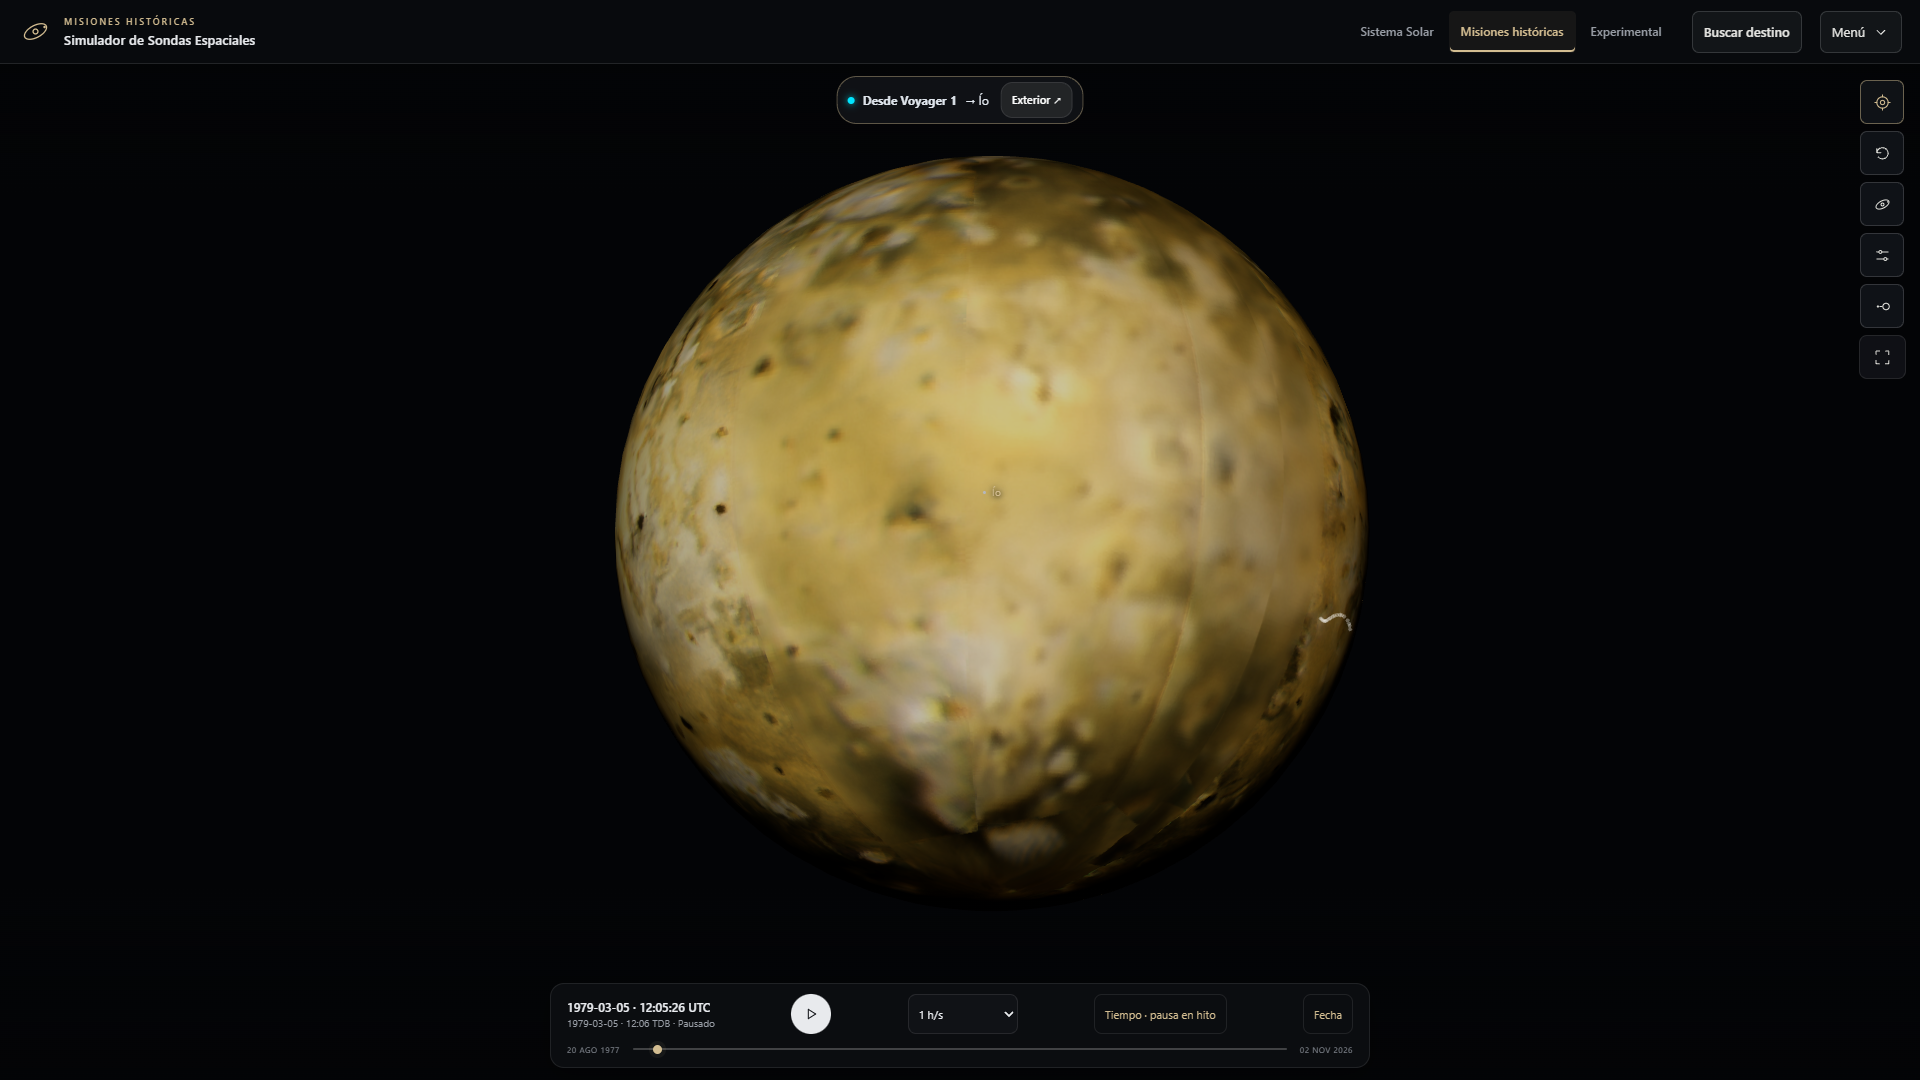 MISIONES HISTÓRICAS
Simulador de Sondas Espaciales
Sistema Solar
Misiones históricas
Experimental
Buscar destino
Menú
Desde Voyager 1 → Ío
Exterior ↗
Ío
1979-03-05 · 12:05:26 UTC
1979-03-05 · 12:06 TDB · Pausado
1 h/s
Tiempo · pausa en hito
Fecha
20 AGO 1977
02 NOV 2026